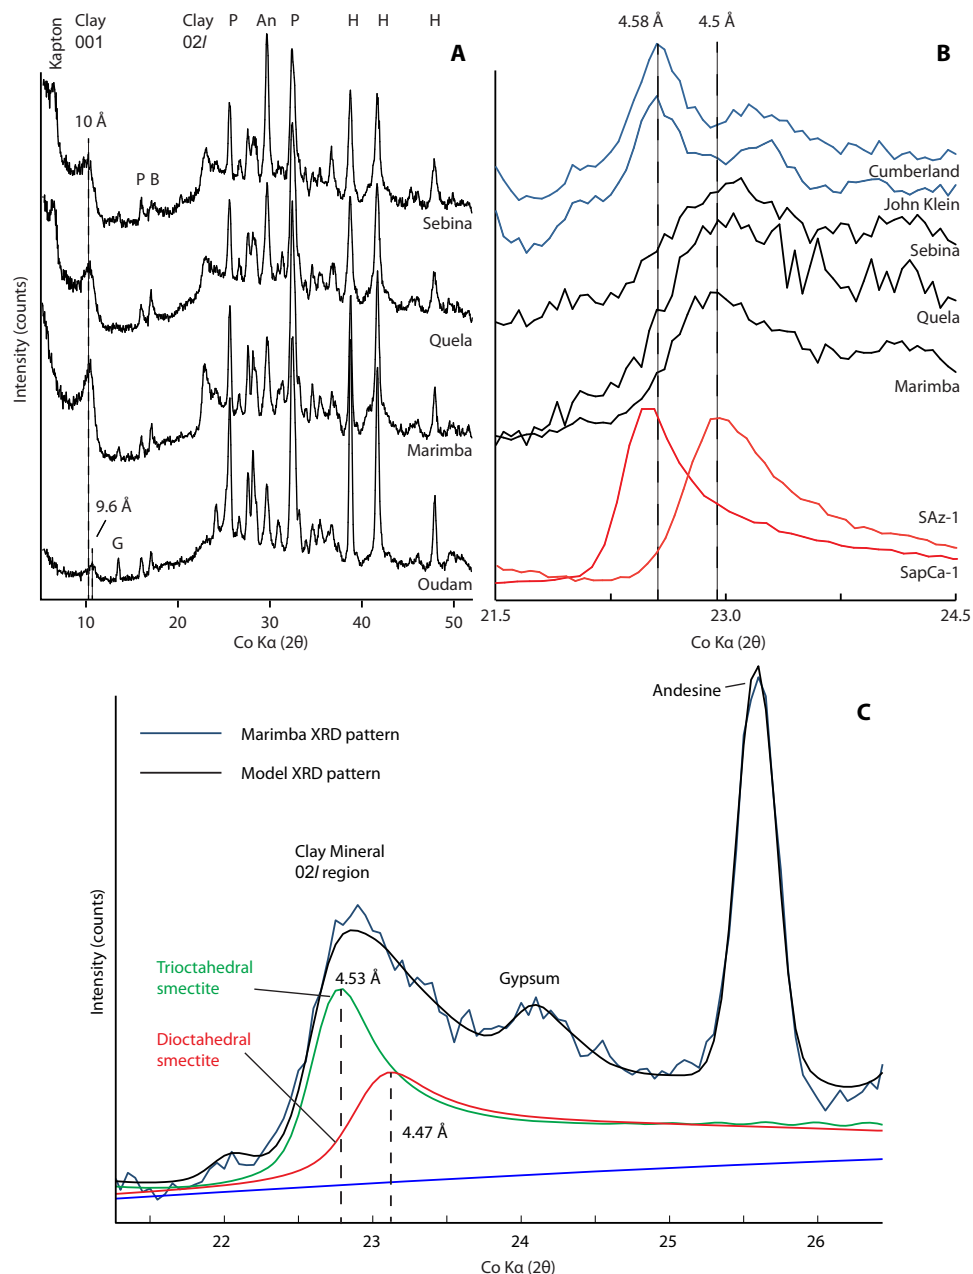 Kapton
Clay
001
Clay
02l
P
An
P
H
H
H
A
10 Å
P B
Sebina
Quela
Marimba
9.6 Å
G
Oudam
Intensity (counts)
10
20
30
40
50
Co Kα (2θ)
4.58 Å
4.5 Å
B
Cumberland
John Klein
Sebina
Quela
Marimba
SAz-1
SapCa-1
21.5
23.0
24.5
Co Kα (2θ)
C
Marimba XRD pattern
Model XRD pattern
Andesine
Clay Mineral
02l region
Trioctahedral
smectite
4.53 Å
Gypsum
Dioctahedral
smectite
4.47 Å
Intensity (counts)
22
23
24
25
26
Co Kα (2θ)